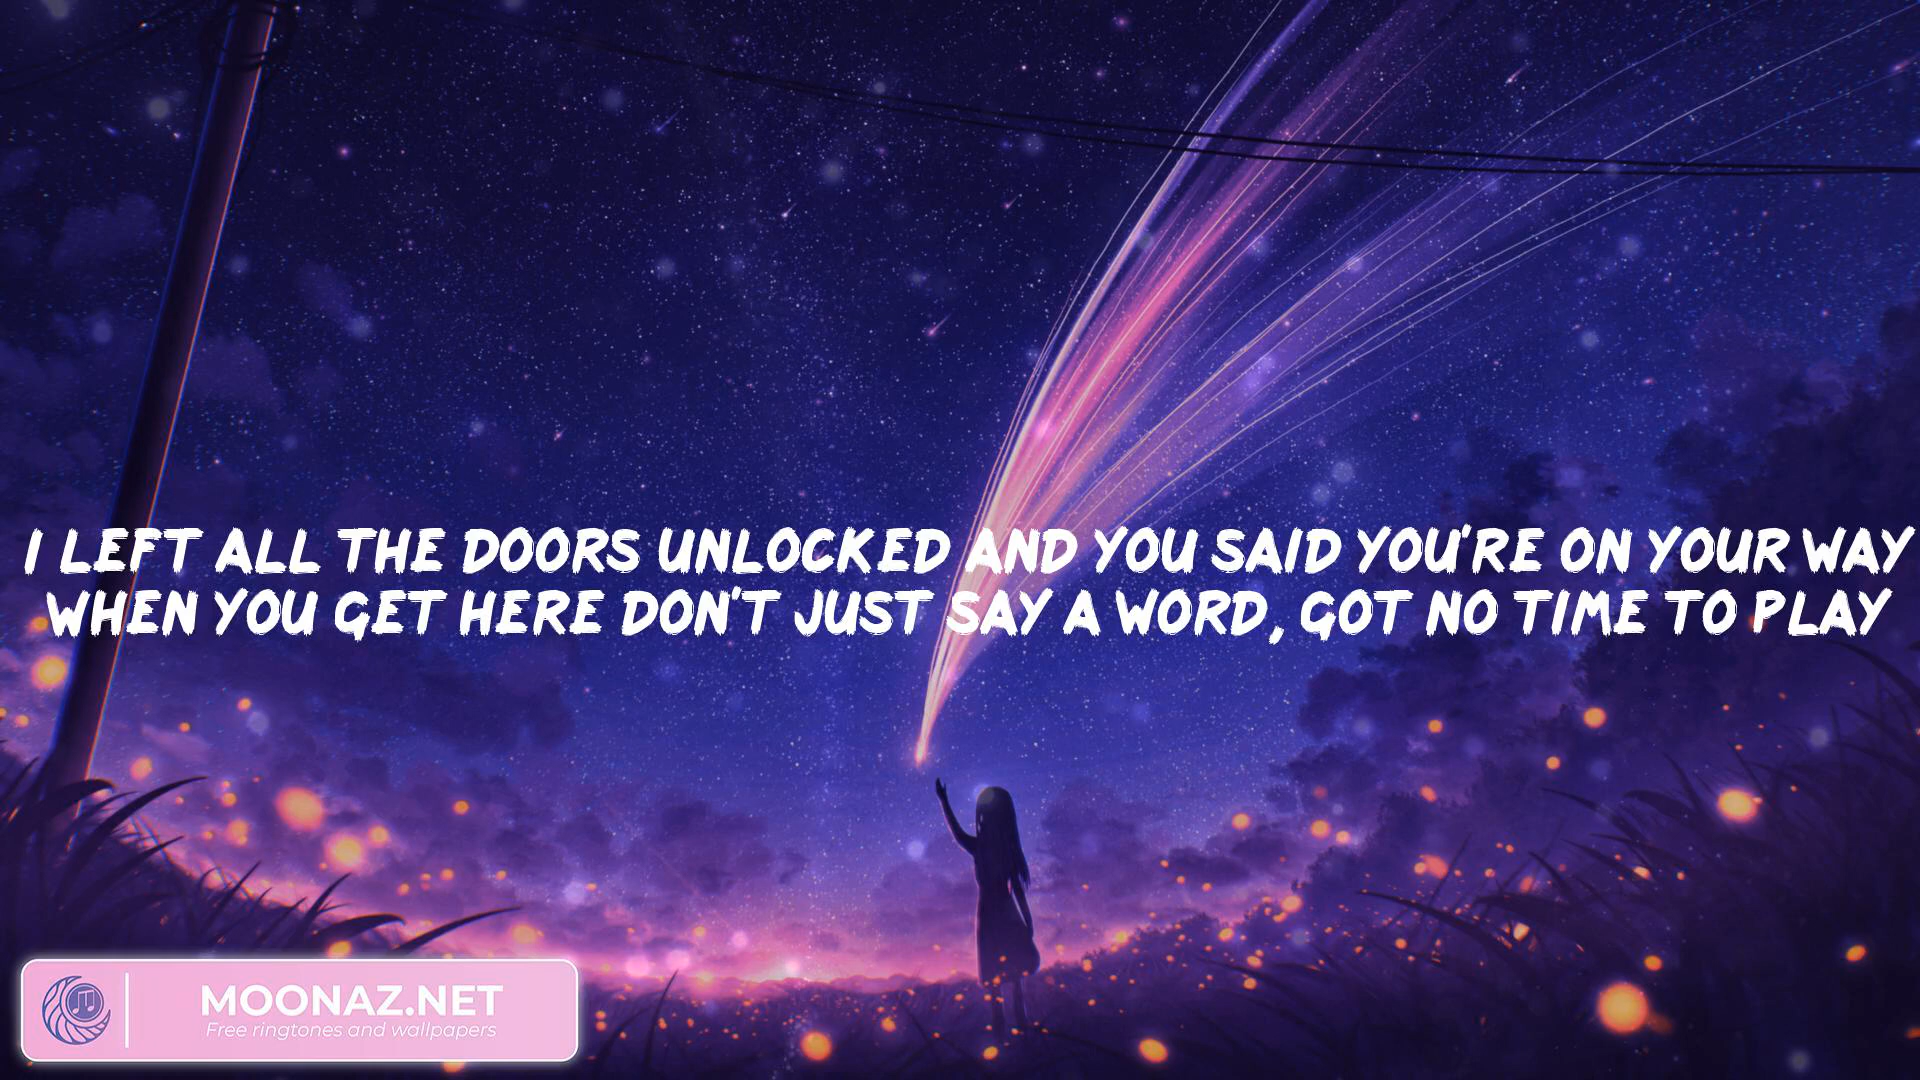 I LEFT ALL THE DOORS UNLOCKED AND YOU SAID YOU'RE ON YOUR WAY
WHEN YOU GET HERE DON'T JUST SAY A WORD, GOT NO TIME TO PLAY
MOONAZ.NET
Free ringtones and wallpapers